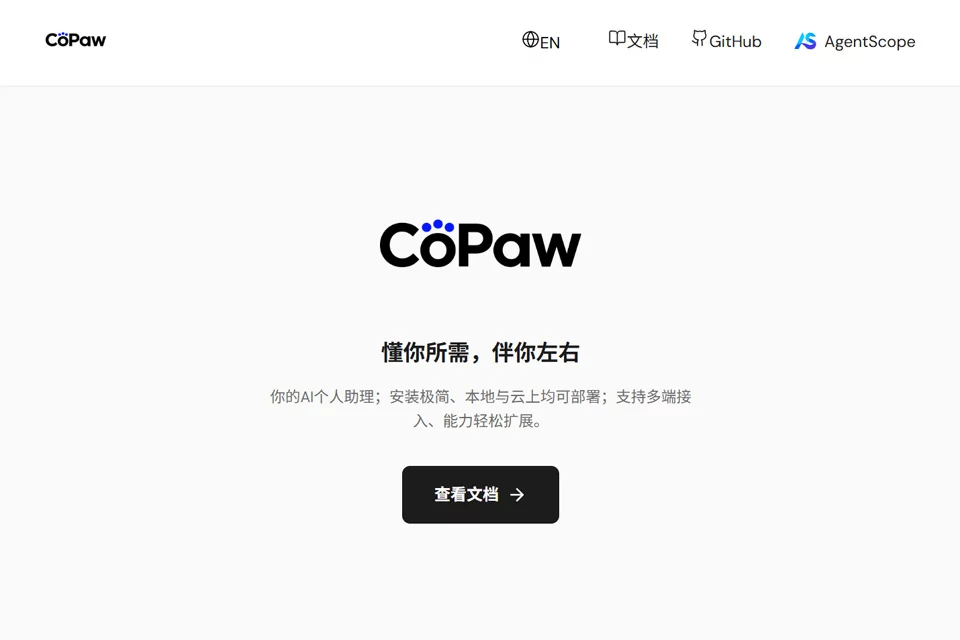 CoPaw
EN
文档
GitHub
AgentScope
CoPaw
懂你所需，伴你左右
你的AI个人助理；安装极简、本地与云上均可部署；支持多端接
入、能力轻松扩展。
查看文档 →